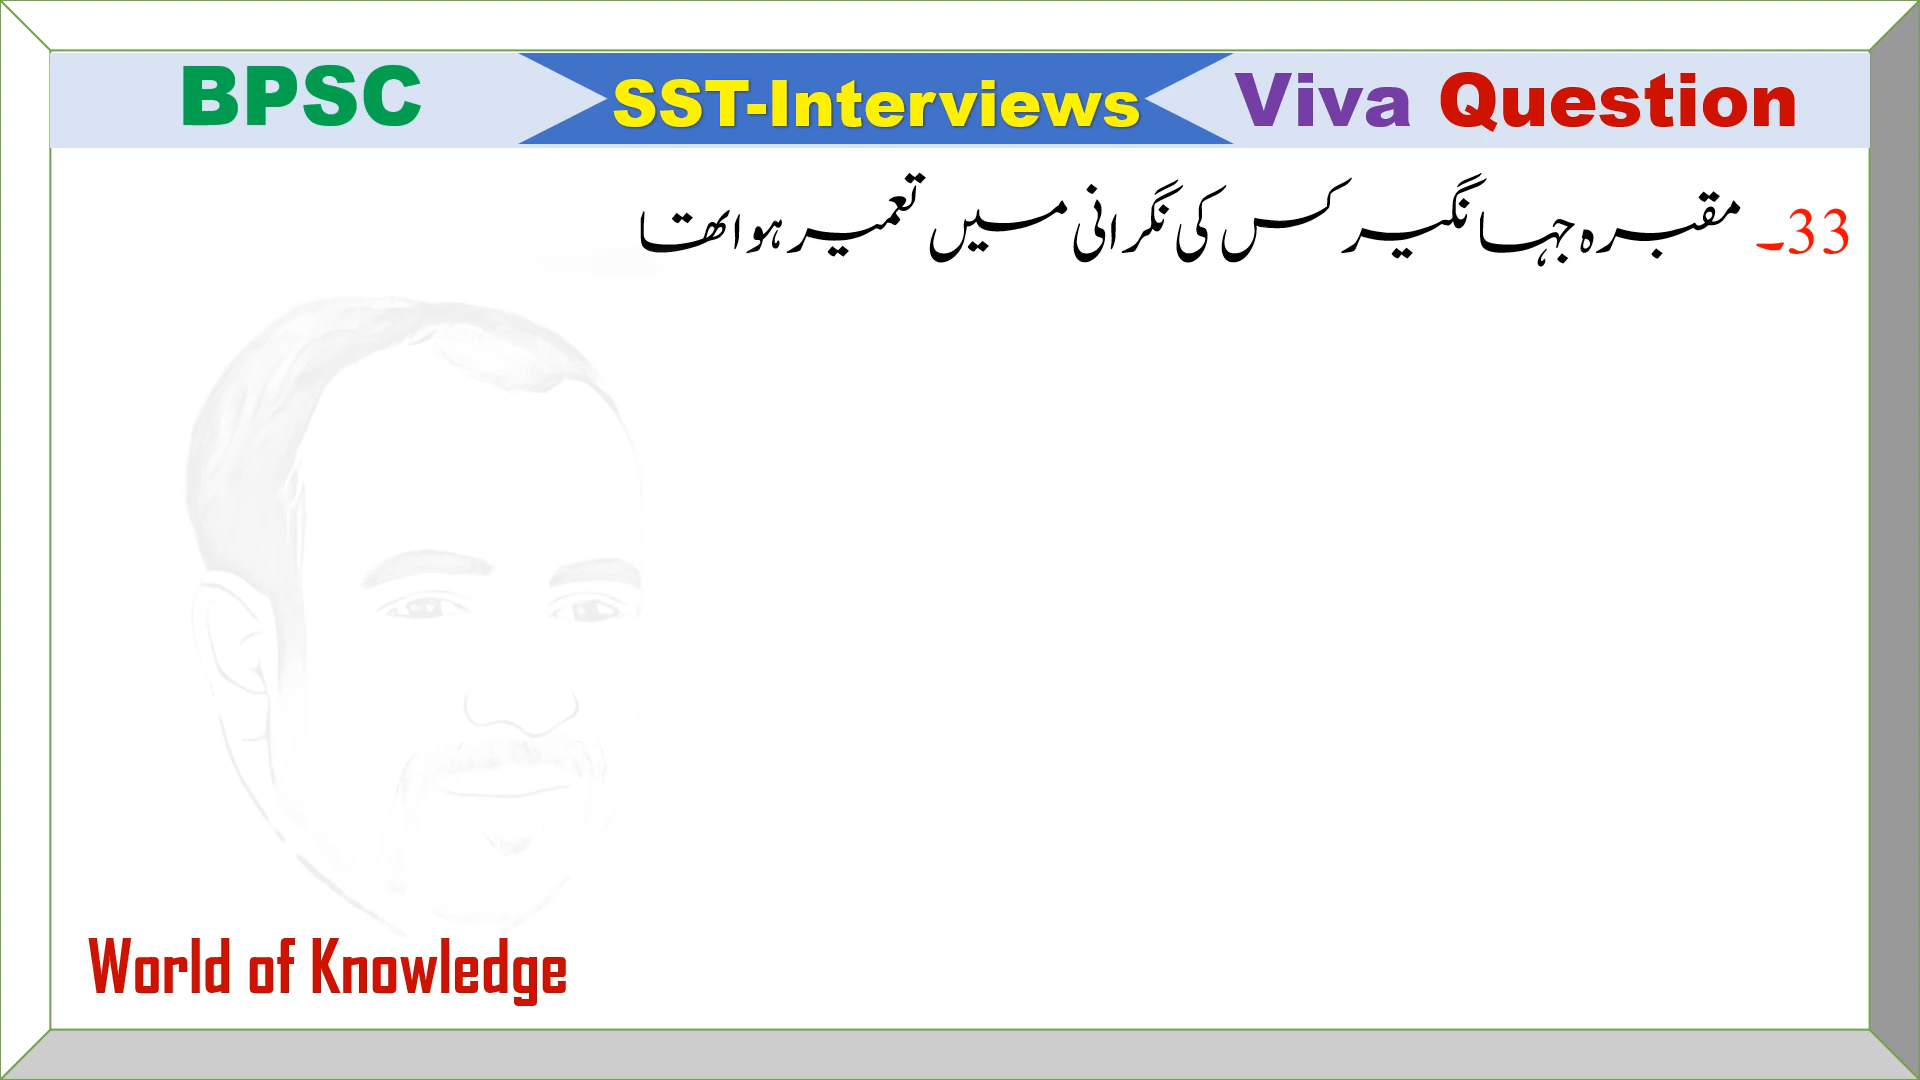 BPSC SST-Interviews Viva Question
33۔ مقبرہ جہانگیر کس کی نگرانی میں تعمیر ہوا تھا
World of Knowledge